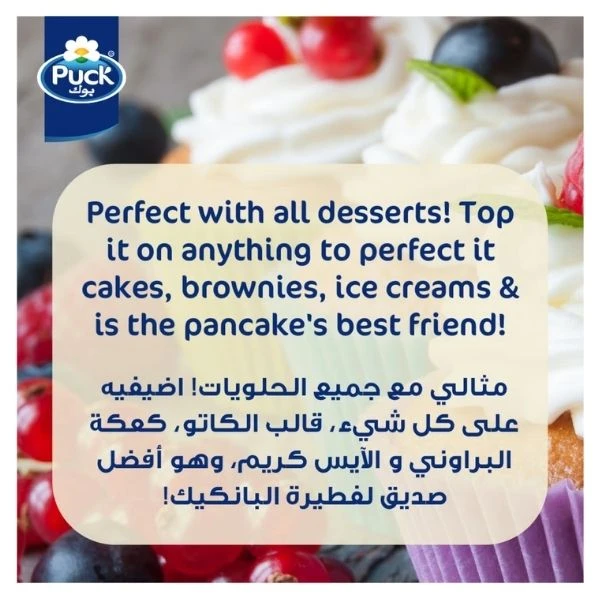 Puck
بوك
Perfect with all desserts! Top
it on anything to perfect it
cakes, brownies, ice creams &
is the pancake's best friend!
مثالي مع جميع الحلويات! اضيفيه
على كل شيء، قالب الكاتو، كعكة
البراوني و الآيس كريم، وهو أفضل
صديق لفطيرة البانكيك!